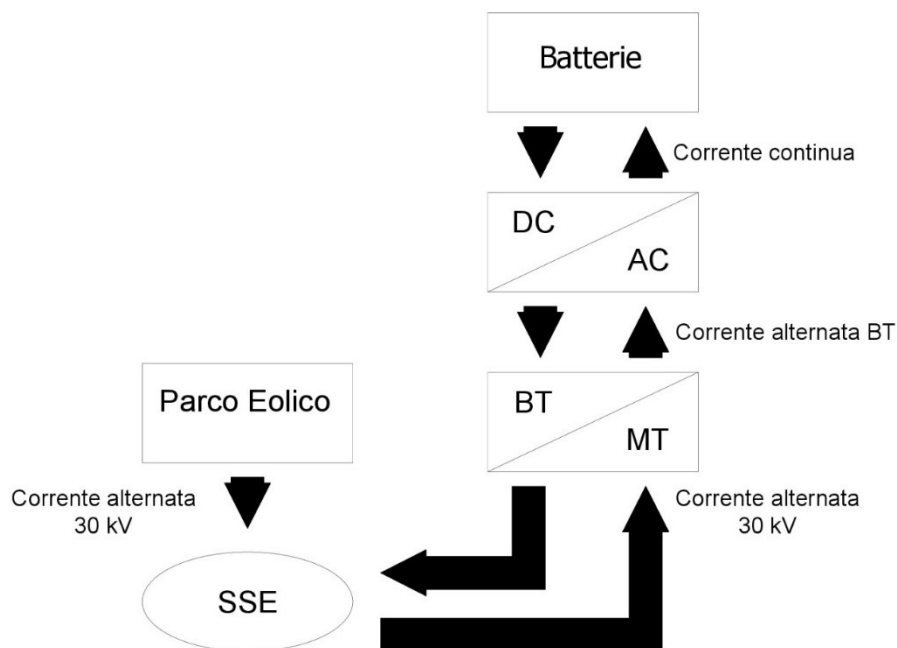 Batterie
Corrente continua
DC
AC
Corrente alternata BT
Parco Eolico
BT
MT
Corrente alternata
30 kV
Corrente alternata
30 kV
SSE